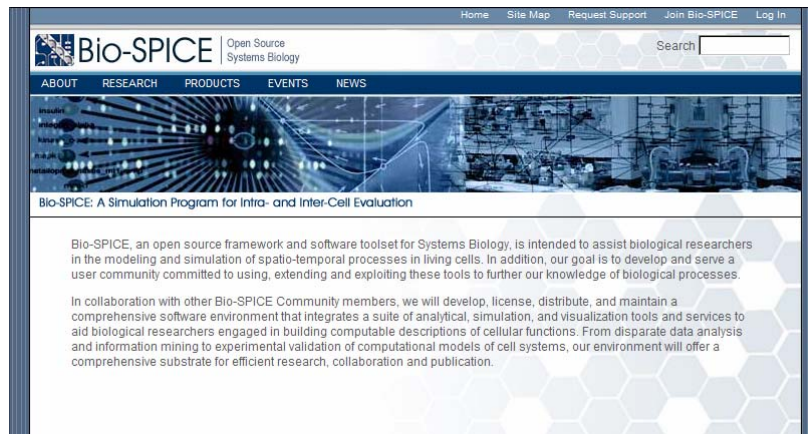 Home Site Map Request Support Join Bio-SPICE Log In
Bio-SPICE Open Source
Systems Biology
Search
ABOUT RESEARCH PRODUCTS EVENTS NEWS
insulin
Bio-SPICE: A Simulation Program for Intra- and Inter-Cell Evaluation
Bio-SPICE, an open source framework and software toolset for Systems Biology, is intended to assist biological researchers
in the modeling and simulation of spatio-temporal processes in living cells. In addition, our goal is to develop and serve a
user community committed to using, extending and exploiting these tools to further our knowledge of biological processes.
In collaboration with other Bio-SPICE Community members, we will develop, license, distribute, and maintain a
comprehensive software environment that integrates a suite of analytical, simulation, and visualization tools and services to
aid biological researchers engaged in building computable descriptions of cellular functions. From disparate data analysis
and information mining to experimental validation of computational models of cell systems, our environment will offer a
comprehensive substrate for efficient research, collaboration and publication.